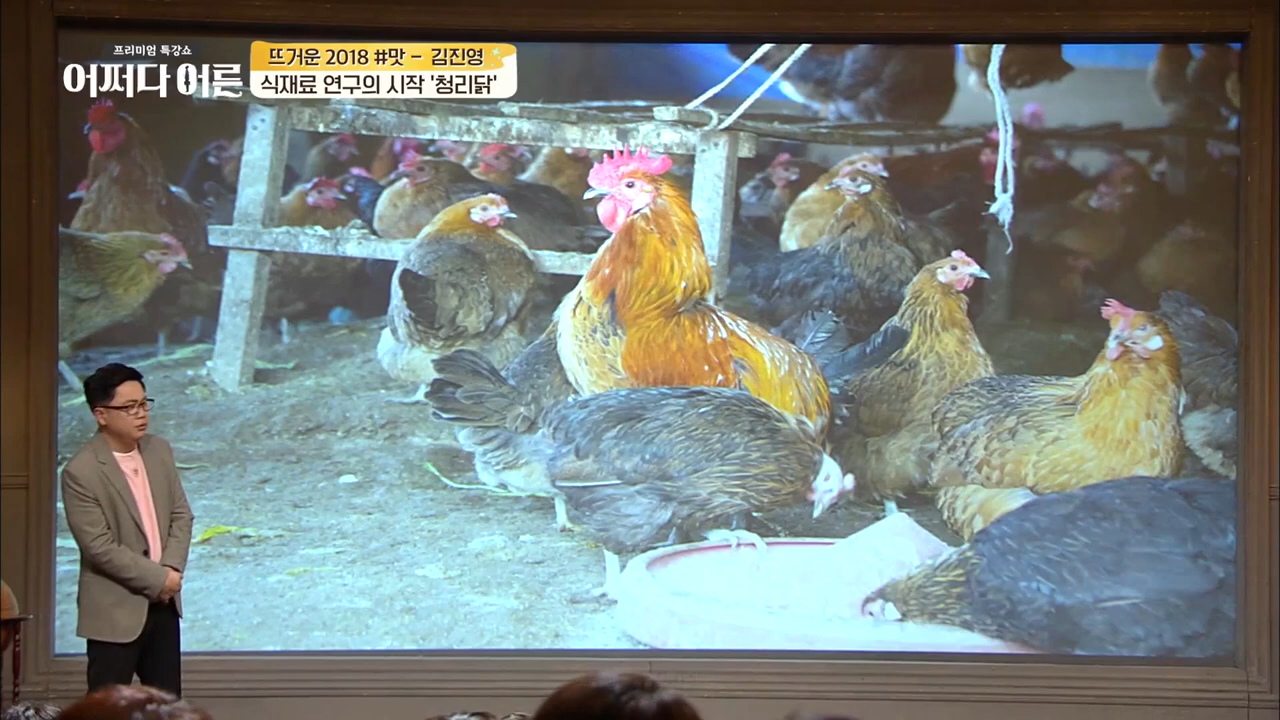 프리미엄 특강쇼
어쩌다 어른
뜨거운 2018 #맛 - 김진영
식재료 연구의 시작 '청리닭'